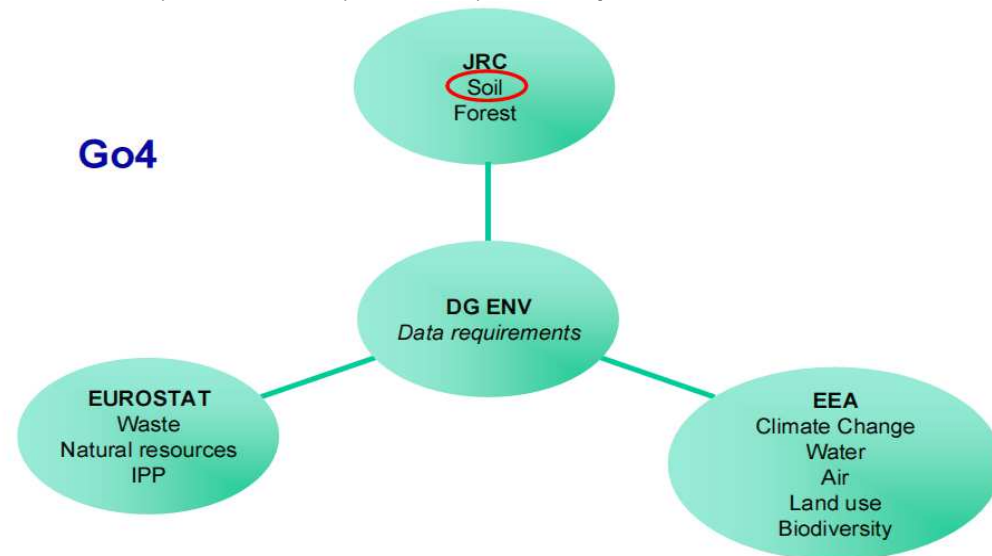 JRC
Soil
Forest
Go4
DG ENV
Data requirements
EUROSTAT
Waste
Natural resources
IPP
EEA
Climate Change
Water
Air
Land use
Biodiversity